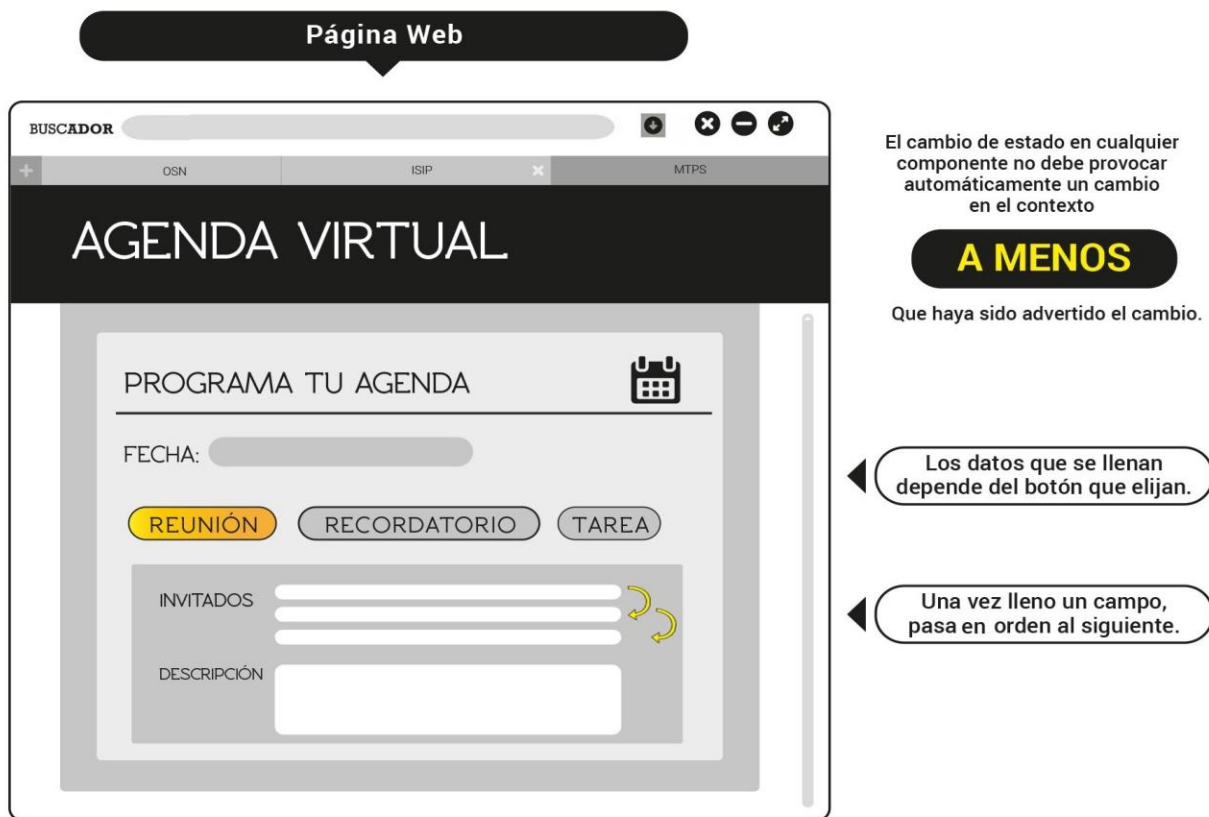 Página Web
BUSCADOR
OSN
ISIP
MTPS
AGENDA VIRTUAL
PROGRAMA TU AGENDA
FECHA:
REUNIÓN
RECORDATORIO
TAREA
INVITADOS
DESCRIPCIÓN
El cambio de estado en cualquier
componente no debe provocar
automáticamente un cambio
en el contexto
A MENOS
Que haya sido advertido el cambio.
Los datos que se llenan
depende del botón que elijan.
Una vez lleno un campo,
pasa en orden al siguiente.